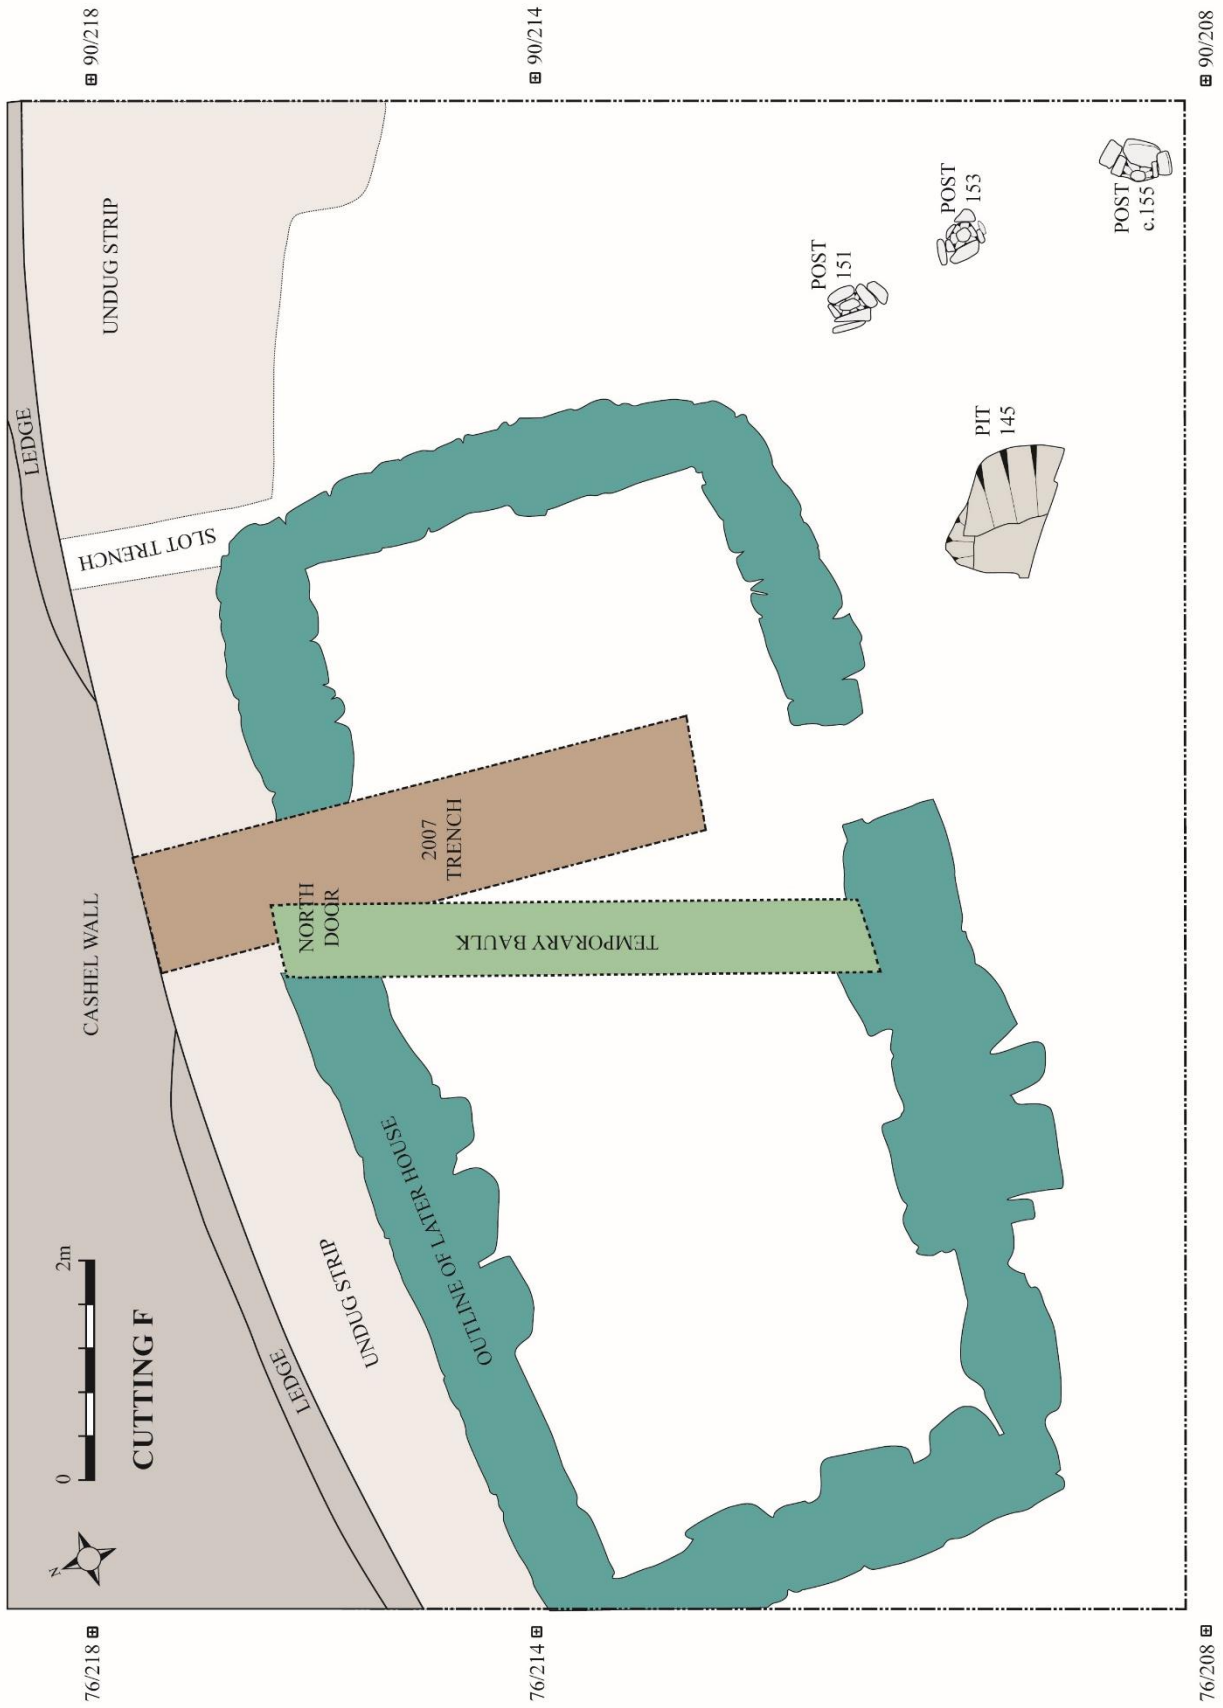 76/218
90/218
0 2m
CUTTING F
N
CASHEL WALL
LEDGE
UNDUG STRIP
SLOT TRENCH
LEDGE
UNDUG STRIP
OUTLINE OF LATER HOUSE
NORTH
DOOR
2007
TRENCH
TEMPORARY BAULK
76/214
90/214
POST
151
POST
153
POST
c.155
PIT
145
76/208
90/208